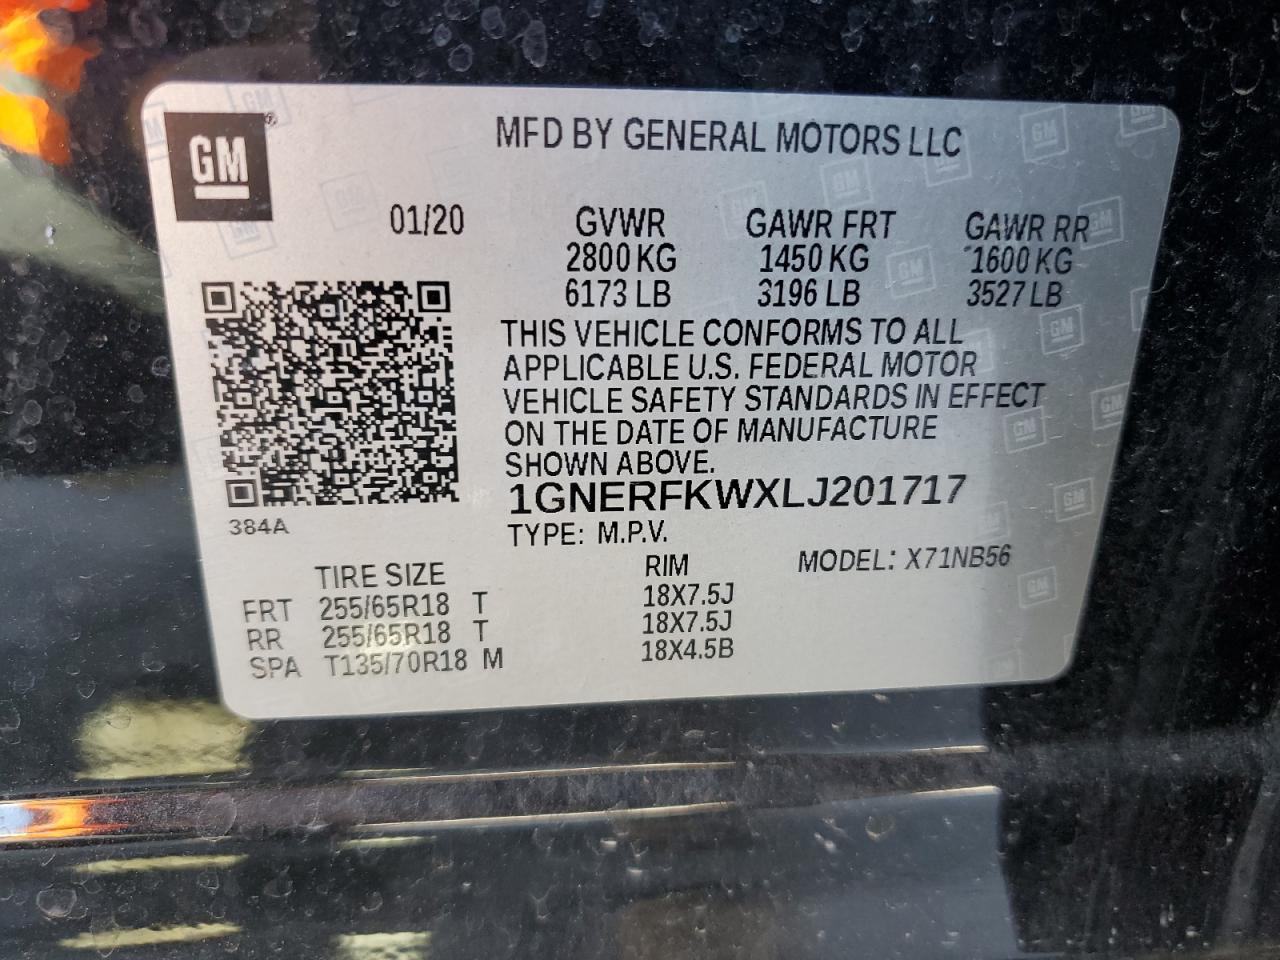 GM
MFD BY GENERAL MOTORS LLC
01/20 GVWR GAWR FRT GAWR RR
2800 KG 1450 KG 1600 KG
6173 LB 3196 LB 3527 LB
THIS VEHICLE CONFORMS TO ALL
APPLICABLE U.S. FEDERAL MOTOR
VEHICLE SAFETY STANDARDS IN EFFECT
ON THE DATE OF MANUFACTURE
SHOWN ABOVE.
1GNERFKWXLJ201717
384A
TYPE: M.P.V.
TIRE SIZE RIM MODEL: X71NB56
FRT 255/65R18 T 18X7.5J
RR 255/65R18 T 18X7.5J
SPA T135/70R18 M 18X4.5B